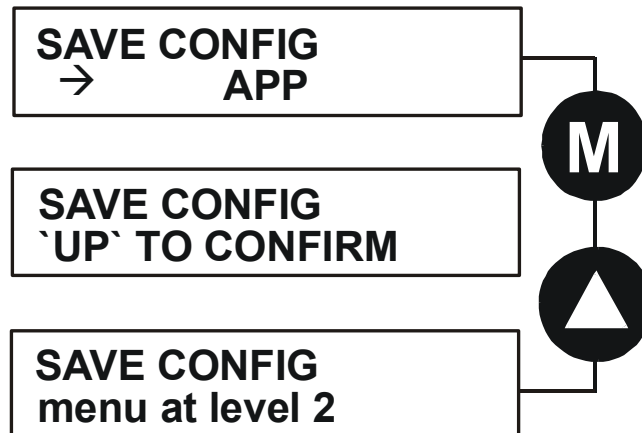 SAVE CONFIG
→ APP
M
SAVE CONFIG
`UP` TO CONFIRM
SAVE CONFIG
menu at level 2